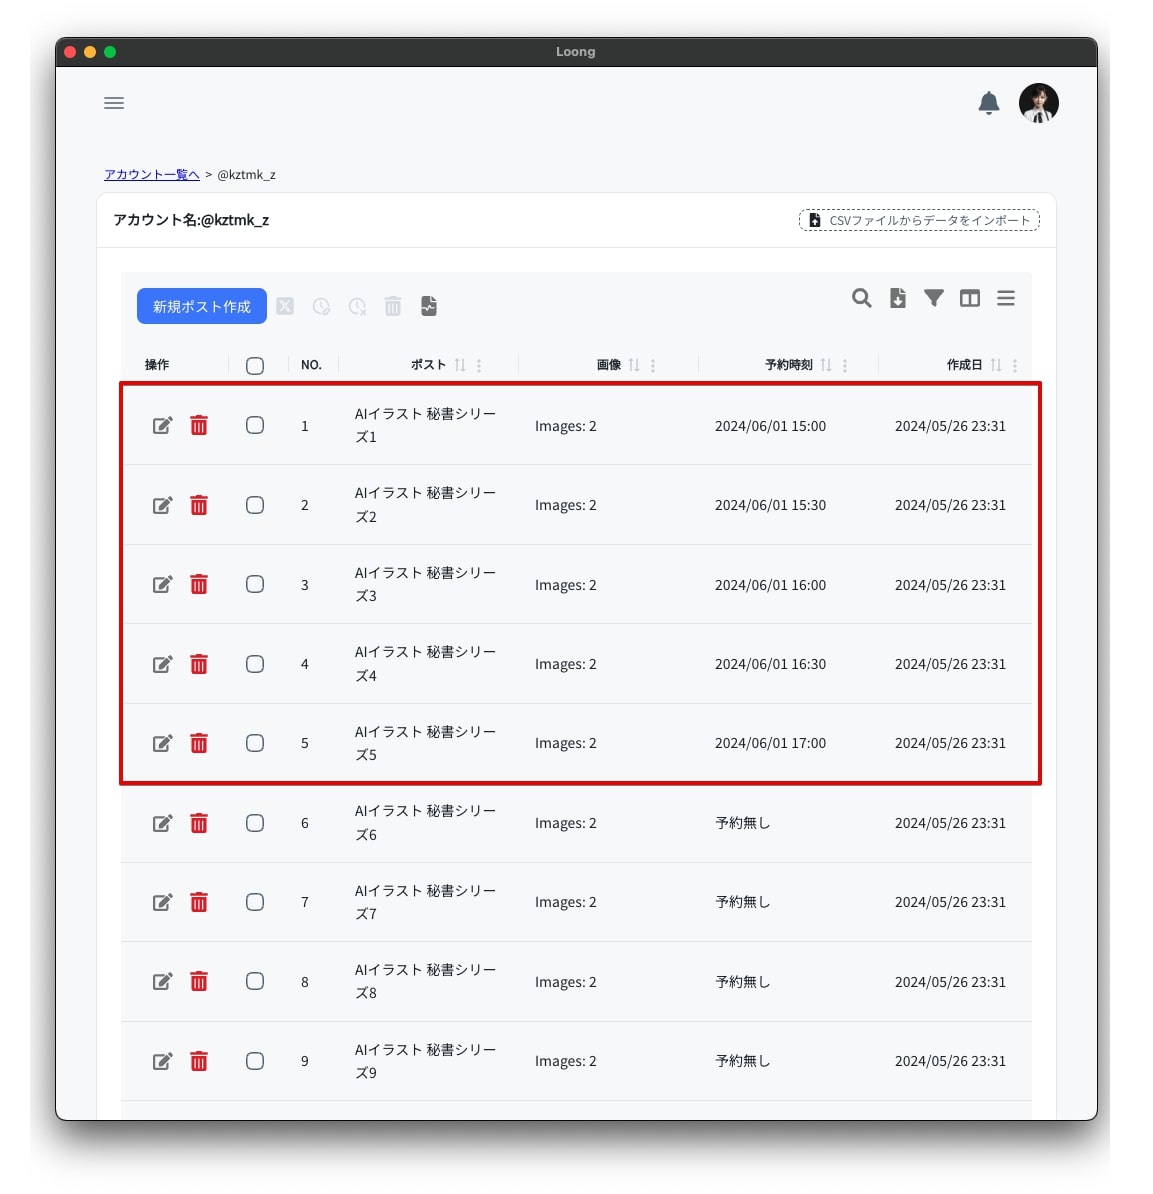 Loong
アカウント一覧へ > @kztmk_z
アカウント名:@kztmk_z
CSVファイルからデータをインポート
新規ポスト作成
操作 NO. ポスト 画像 予約時刻 作成日
AIイラスト 秘書シリー
1 Images: 2 2024/06/01 15:00 2024/05/26 23:31
ズ1
AIイラスト 秘書シリー
2 Images: 2 2024/06/01 15:30 2024/05/26 23:31
ズ2
AIイラスト 秘書シリー
3 Images: 2 2024/06/01 16:00 2024/05/26 23:31
ズ3
AIイラスト 秘書シリー
4 Images: 2 2024/06/01 16:30 2024/05/26 23:31
ズ4
AIイラスト 秘書シリー
5 Images: 2 2024/06/01 17:00 2024/05/26 23:31
ズ5
AIイラスト 秘書シリー
6 Images: 2 予約無し 2024/05/26 23:31
ズ6
AIイラスト 秘書シリー
7 Images: 2 予約無し 2024/05/26 23:31
ズ7
AIイラスト 秘書シリー
8 Images: 2 予約無し 2024/05/26 23:31
ズ8
AIイラスト 秘書シリー
9 Images: 2 予約無し 2024/05/26 23:31
ズ9